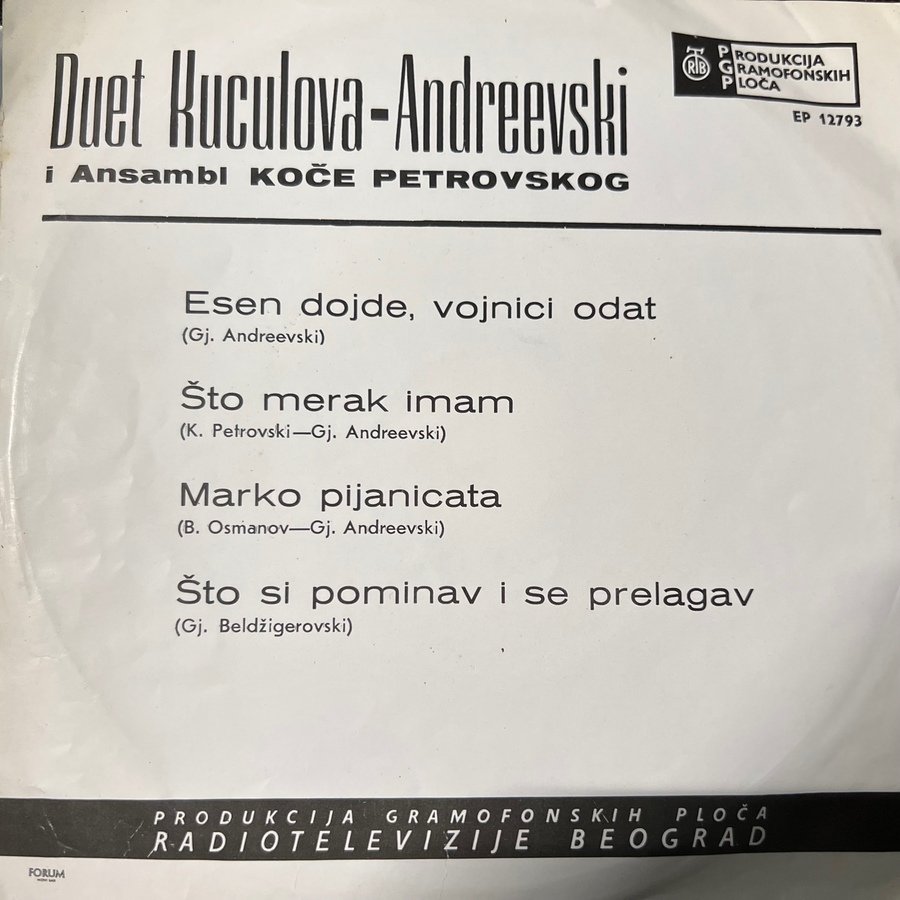 Duet Kuculova-Andreevski
i Ansambl KOČE PETROVSKOG
RTB
PRODUKCIJA
GRAMOFONSKIH
PLOČA
EP 12793
Esen dojde, vojnici odat
(Gj. Andreevski)
Što merak imam
(K. Petrovski—Gj. Andreevski)
Marko pijanicata
(B. Osmanov—Gj. Andreevski)
Što si pominav i se prelagav
(Gj. Beldžigerovski)
PRODUKCIJA GRAMOFONSKIH PLOČA
RADIOTELEVIZIJE BEOGRAD
FORUM